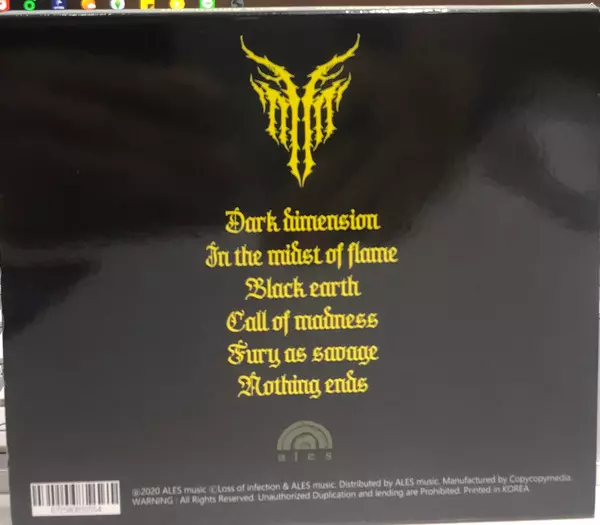 Dark dimension
In the midst of flame
Black earth
Call of madness
Fury as savage
Nothing ends
ales
℗2020 ALES music ⓒLoss of infection & ALES music. Distributed by ALES music. Manufactured by Copycopymedia.
WARNING : All Rights Reserved. Unauthorized Duplication and lending are Prohibited. Printed in KOREA